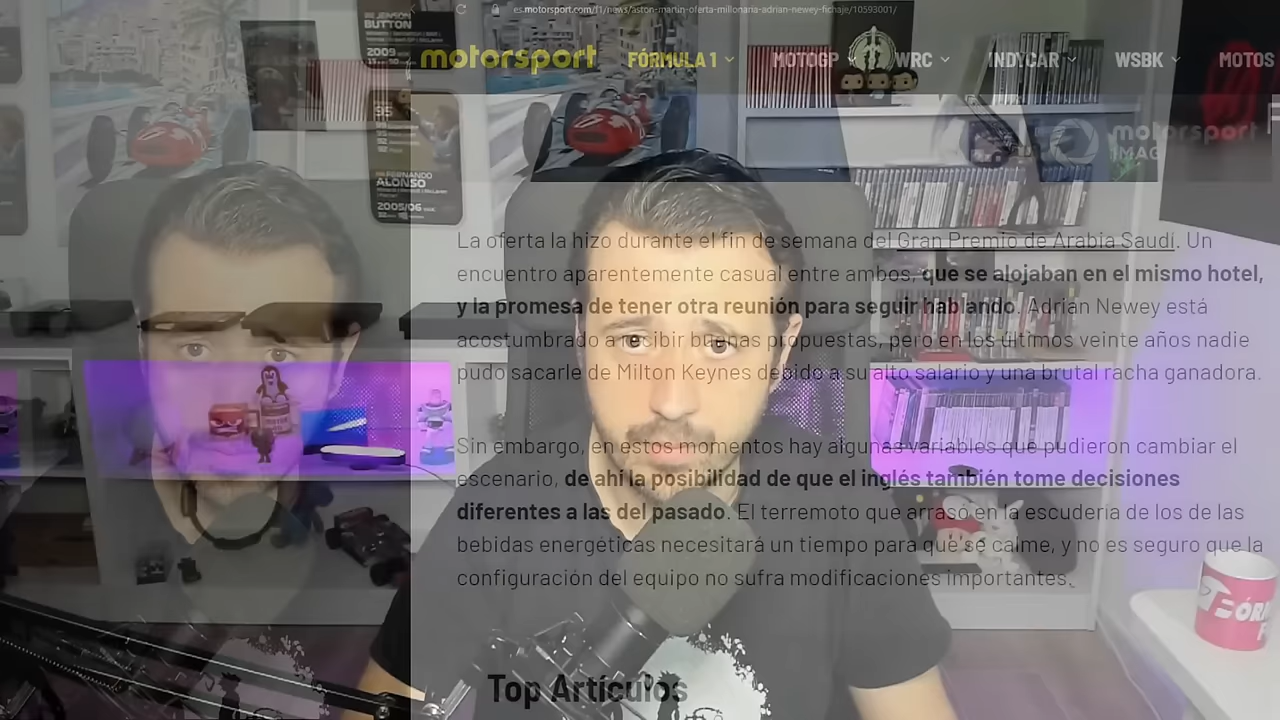 es.motorsport.com/f1/news/aston-martin-oferta-millonaria-adrian-newey-fichaje/10593001/
motorsport FÓRMULA 1 MOTOGP WRC INDYCAR WSBK MOTOS
JENSON
BUTTON
2009
motorsport
IMAG
95
FERNANDO
ALONSO
2005/06
La oferta la hizo durante el fin de semana del Gran Premio de Arabia Saudí. Un
encuentro aparentemente casual entre ambos, que se alojaban en el mismo hotel,
y la promesa de tener otra reunión para seguir hablando. Adrian Newey está
acostumbrado a recibir buenas propuestas, pero en los últimos veinte años nadie
pudo sacarle de Milton Keynes debido a su alto salario y una brutal racha ganadora.
Sin embargo, en estos momentos hay algunas variables que pudieron cambiar el
escenario, de ahí la posibilidad de que el inglés también tome decisiones
diferentes a las del pasado. El terremoto que arrasó en la escudería de los de las
bebidas energéticas necesitará un tiempo para que se calme, y no es seguro que la
configuración del equipo no sufra modificaciones importantes.
Top Artículos